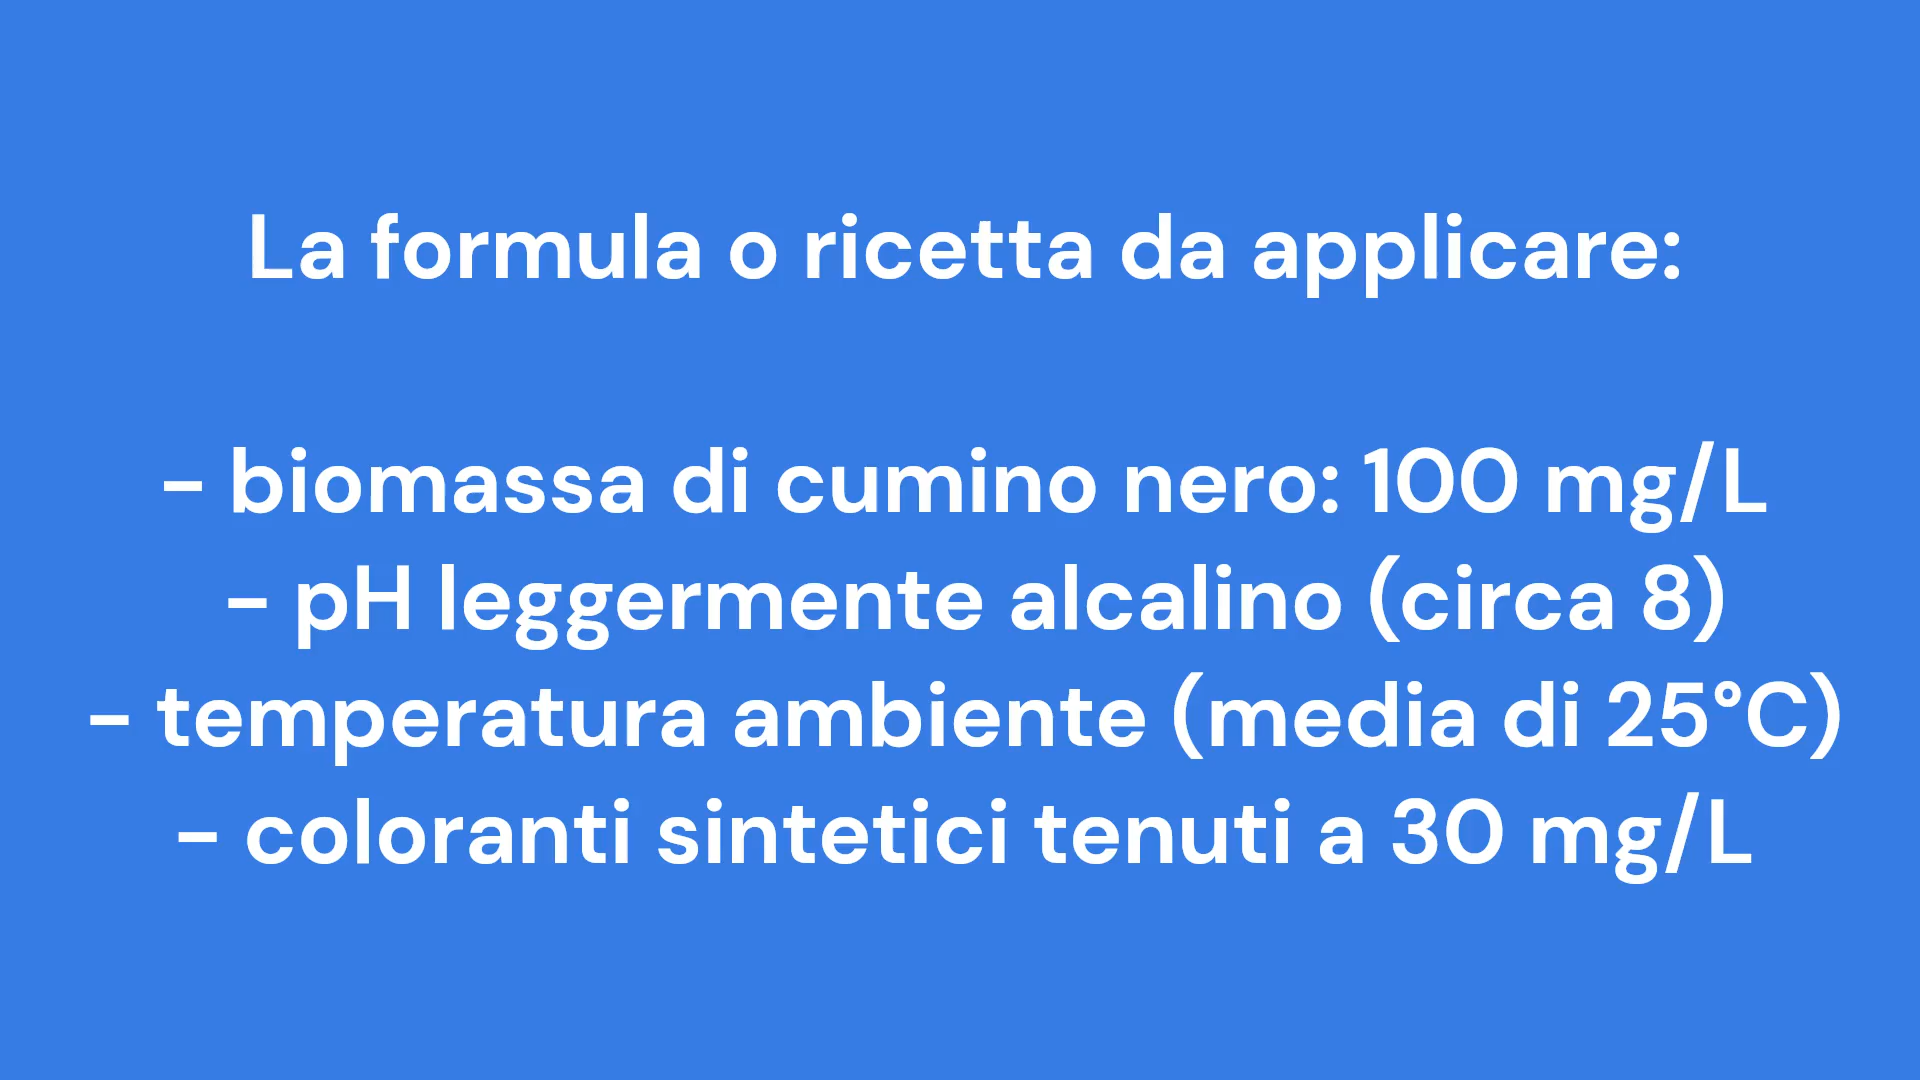 La formula o ricetta da applicare:
- biomassa di cumino nero: 100 mg/L
- pH leggermente alcalino (circa 8)
- temperatura ambiente (media di 25°C)
- coloranti sintetici tenuti a 30 mg/L